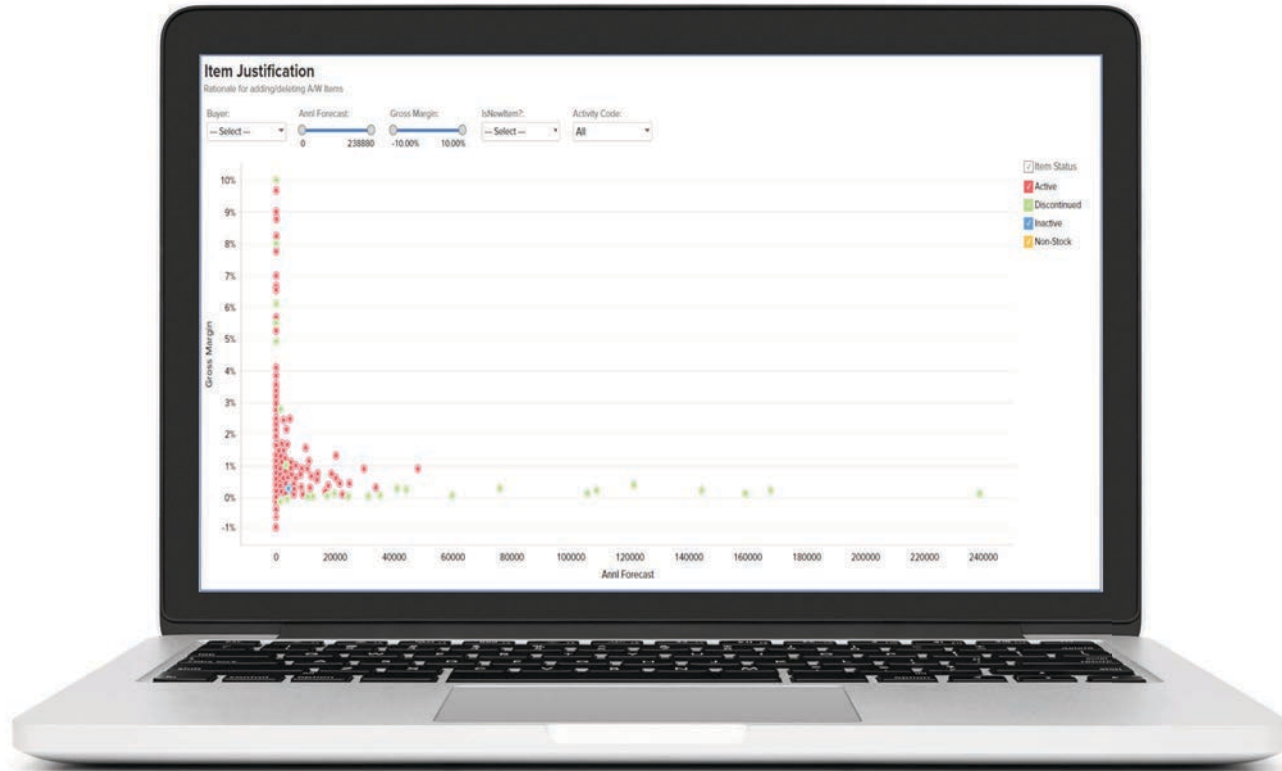 Item Justification
Rationale for adding/deleting A/W Items
Buyer: Annl Forecast: Gross Margin: IsNewItem?: Activity Code:
--- Select --- 0 238880 -10.00% 10.00% --- Select --- All
Item Status
Active
Discontinued
Inactive
Non-Stock
Gross Margin
10%
9%
8%
7%
6%
5%
4%
3%
2%
1%
0%
-1%
0 20000 40000 60000 80000 100000 120000 140000 160000 180000 200000 220000 240000
Annl Forecast